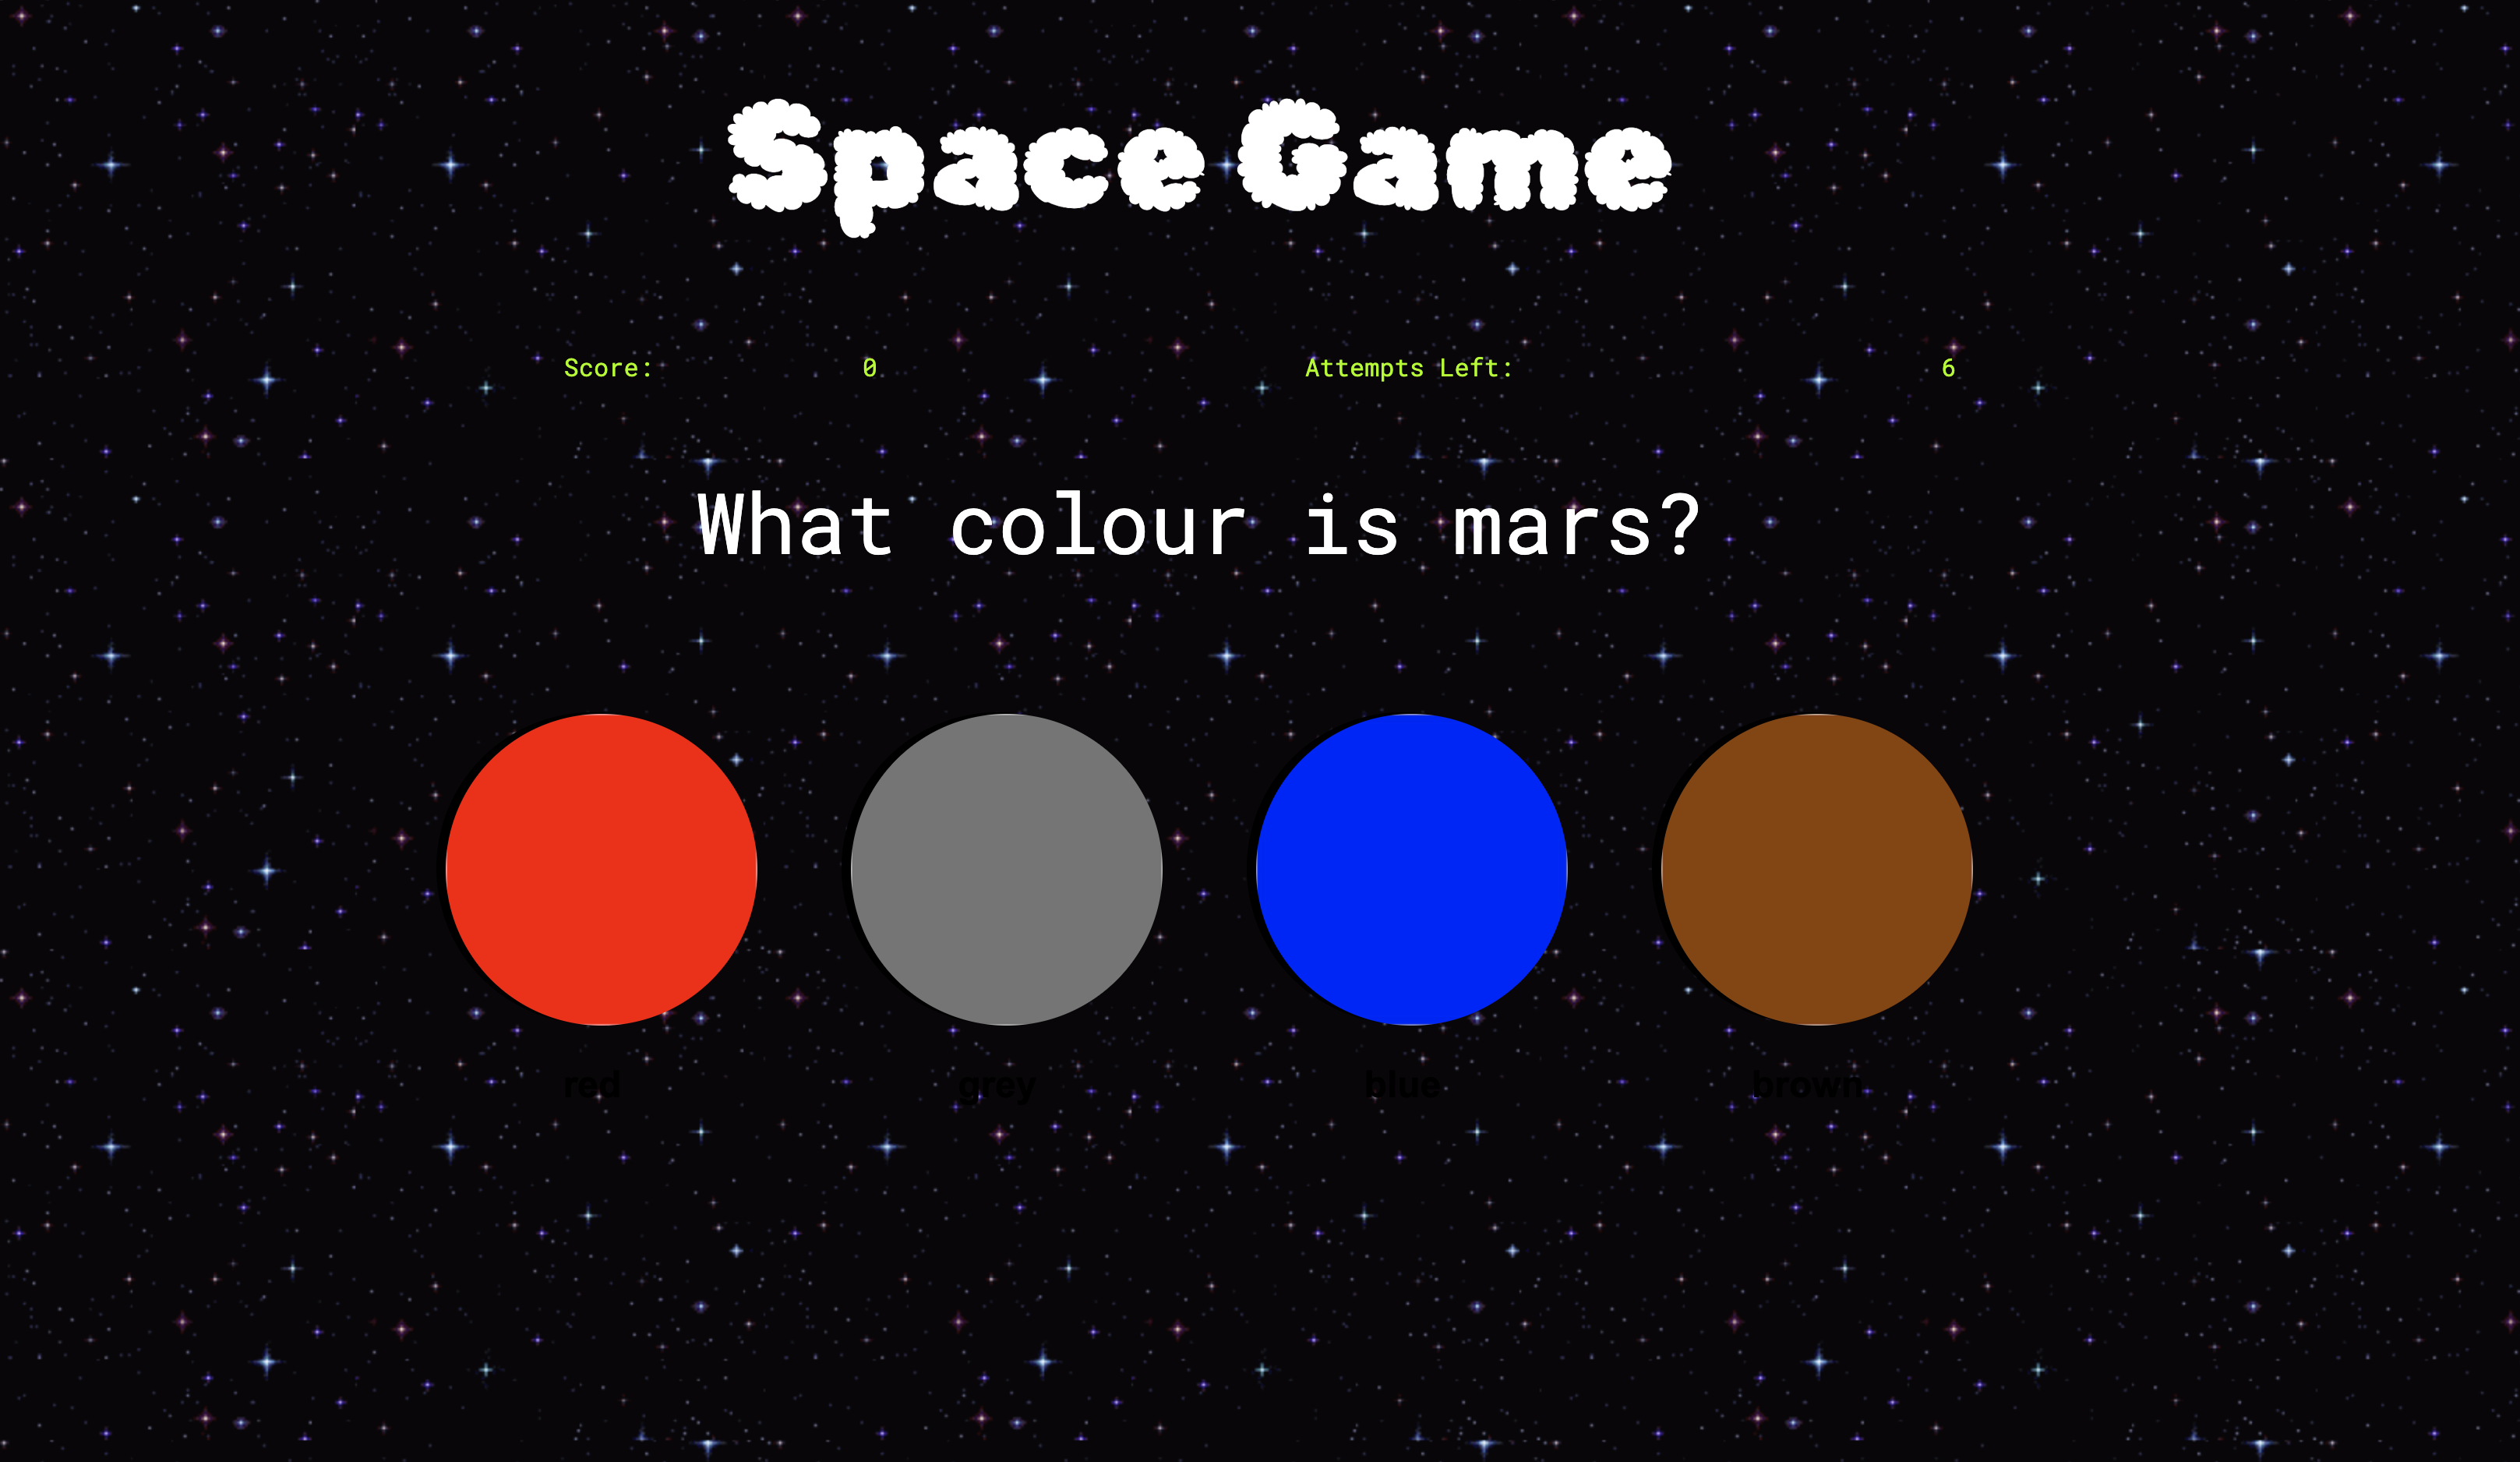 Space Game
Score: 0 Attempts Left: 6
What colour is mars?
red grey blue brown